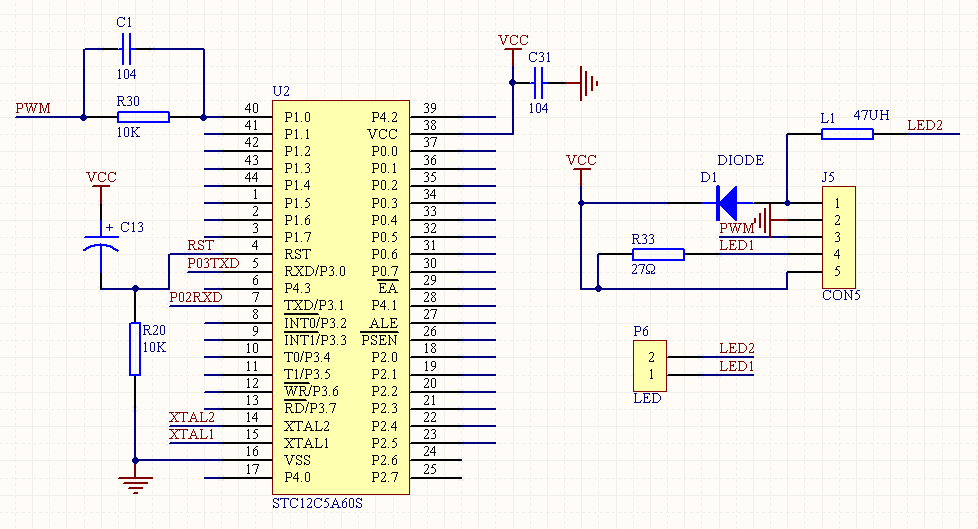 C1
104
PWM
R30
10K
U2
VCC
C31
104
L1 47UH
LED2
VCC
DIODE
D1
J5
PWM
LED1
R33
27Ω
1
2
3
4
5
CON5
VCC
+ C13
RST
P03TXD
P02RXD
R20
10K
XTAL2
XTAL1
40 P1.0 P4.2 39
41 P1.1 VCC 38
42 P1.2 P0.0 37
43 P1.3 P0.1 36
44 P1.4 P0.2 35
1 P1.5 P0.3 34
2 P1.6 P0.4 33
3 P1.7 P0.5 32
4 RST P0.6 31
5 RXD/P3.0 P0.7 30
6 P4.3 EA 29
7 TXD/P3.1 P4.1 28
8 INT0/P3.2 ALE 27
9 INT1/P3.3 PSEN 26
10 T0/P3.4 P2.0 18
11 T1/P3.5 P2.1 19
12 WR/P3.6 P2.2 20
13 RD/P3.7 P2.3 21
14 XTAL2 P2.4 22
15 XTAL1 P2.5 23
16 VSS P2.6 24
17 P4.0 P2.7 25
STC12C5A60S
P6
2 LED2
1 LED1
LED